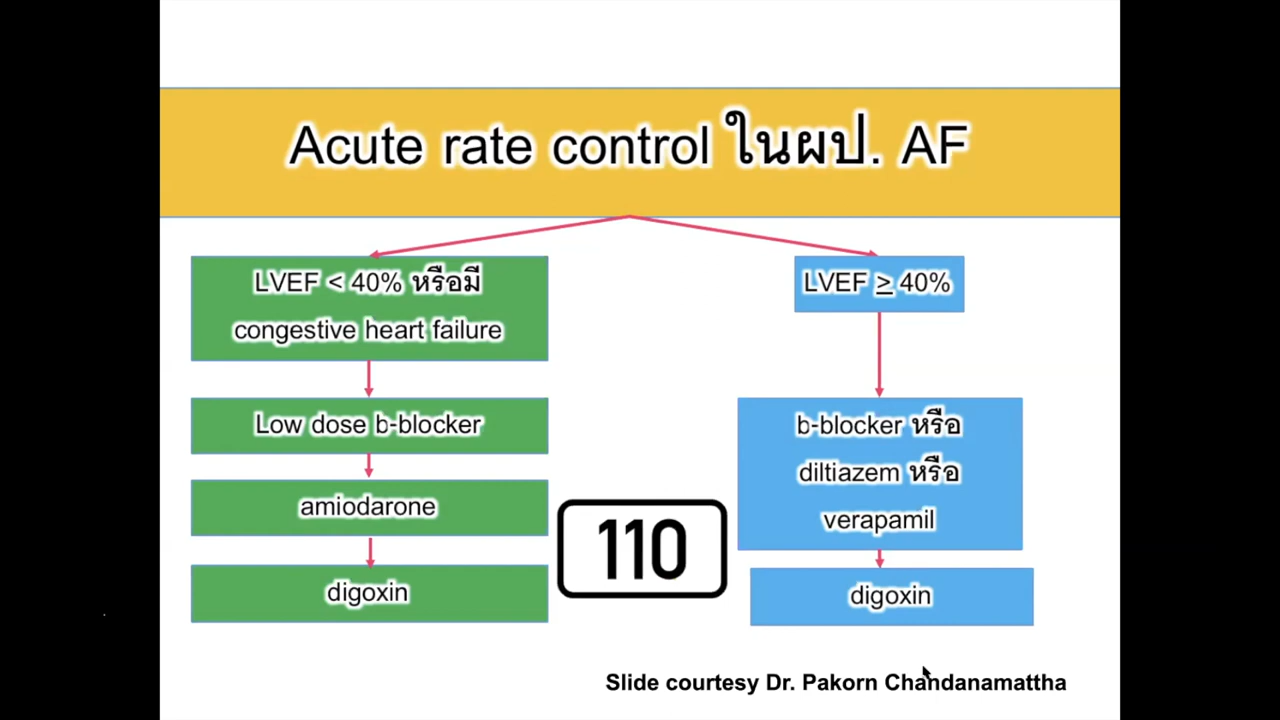 Acute rate control ในผป. AF
LVEF < 40% หรือมี
congestive heart failure
Low dose b-blocker
amiodarone
digoxin
110
LVEF ≥ 40%
b-blocker หรือ
diltiazem หรือ
verapamil
digoxin
Slide courtesy Dr. Pakorn Chandanamattha